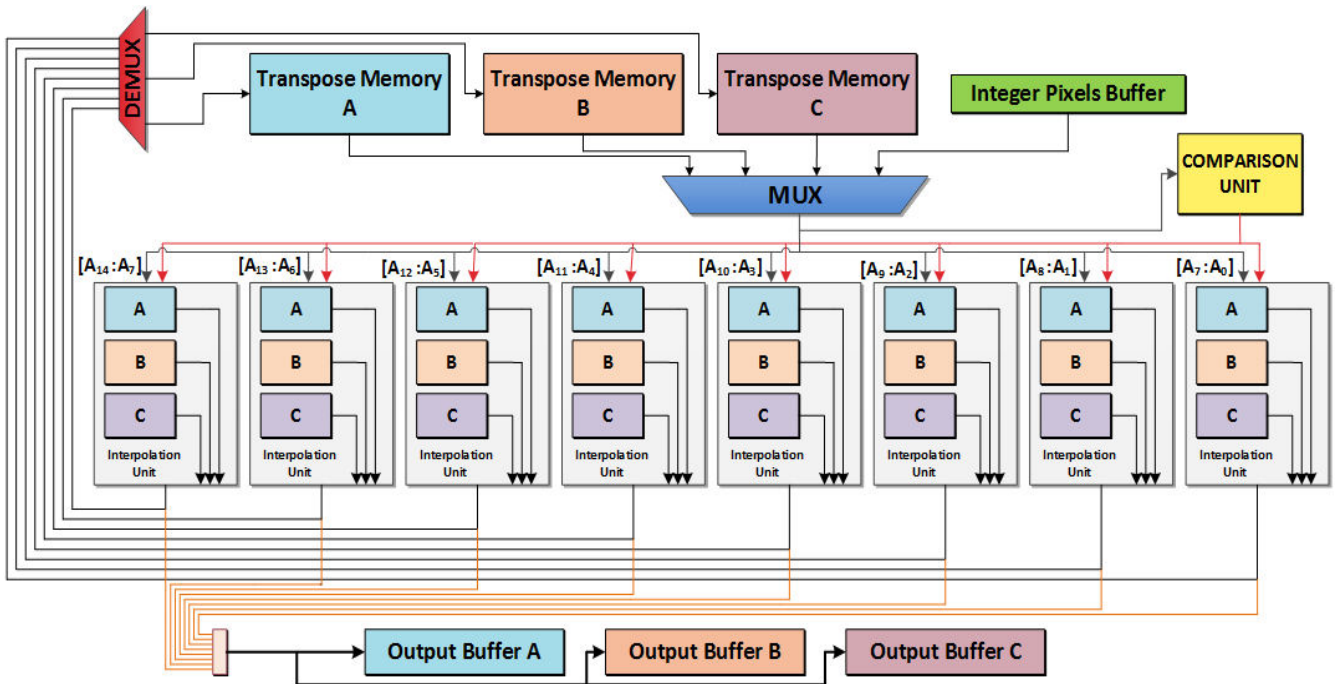 DEMUX
Transpose Memory
A
Transpose Memory
B
Transpose Memory
C
Integer Pixels Buffer
COMPARISON
UNIT
MUX
[A₁₄ :A₇]
[A₁₃ :A₆]
[A₁₂ :A₅]
[A₁₁ :A₄]
[A₁₀ :A₃]
[A₉ :A₂]
[A₈ :A₁]
[A₇ :A₀]
A
B
C
Interpolation
Unit
A
B
C
Interpolation
Unit
A
B
C
Interpolation
Unit
A
B
C
Interpolation
Unit
A
B
C
Interpolation
Unit
A
B
C
Interpolation
Unit
A
B
C
Interpolation
Unit
A
B
C
Interpolation
Unit
Output Buffer A
Output Buffer B
Output Buffer C